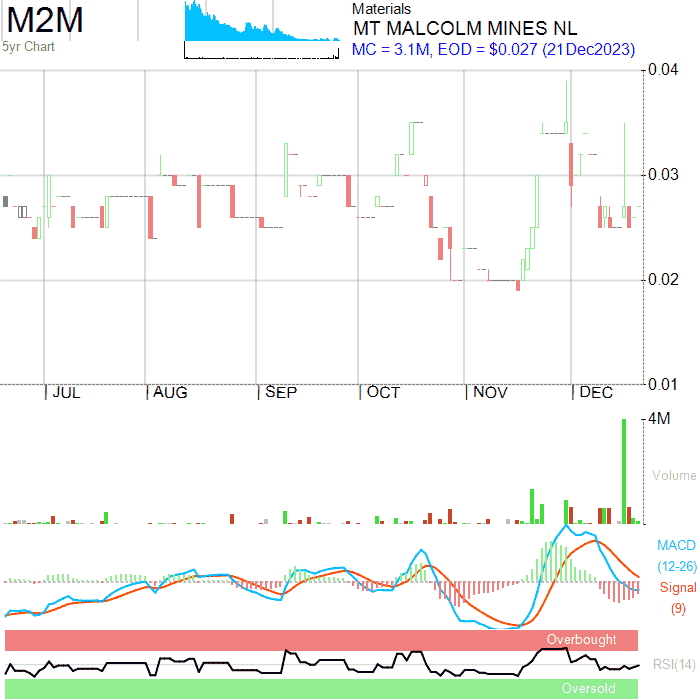 M2M
5yr Chart
Materials
MT MALCOLM MINES NL
MC = 3.1M, EOD = $0.027 (21Dec2023)
0.04
0.03
0.02
0.01
JUL AUG SEP OCT NOV DEC
4M
Volume
MACD
(12-26)
Signal
(9)
Overbought
RSI(14)
Oversold